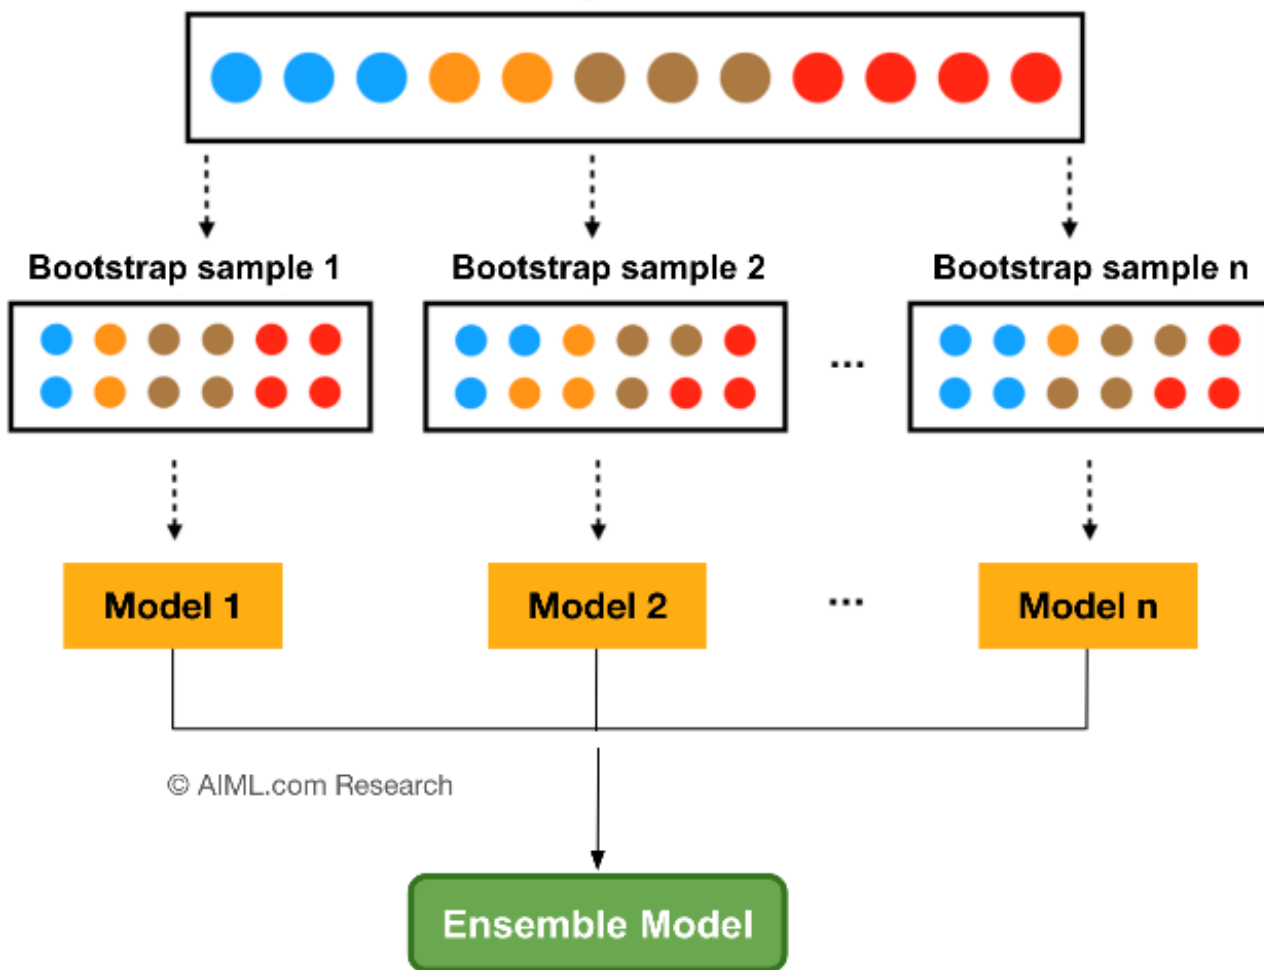 Bootstrap sample 1
Bootstrap sample 2
Bootstrap sample n
...
Model 1
Model 2
...
Model n
© AIML.com Research
Ensemble Model